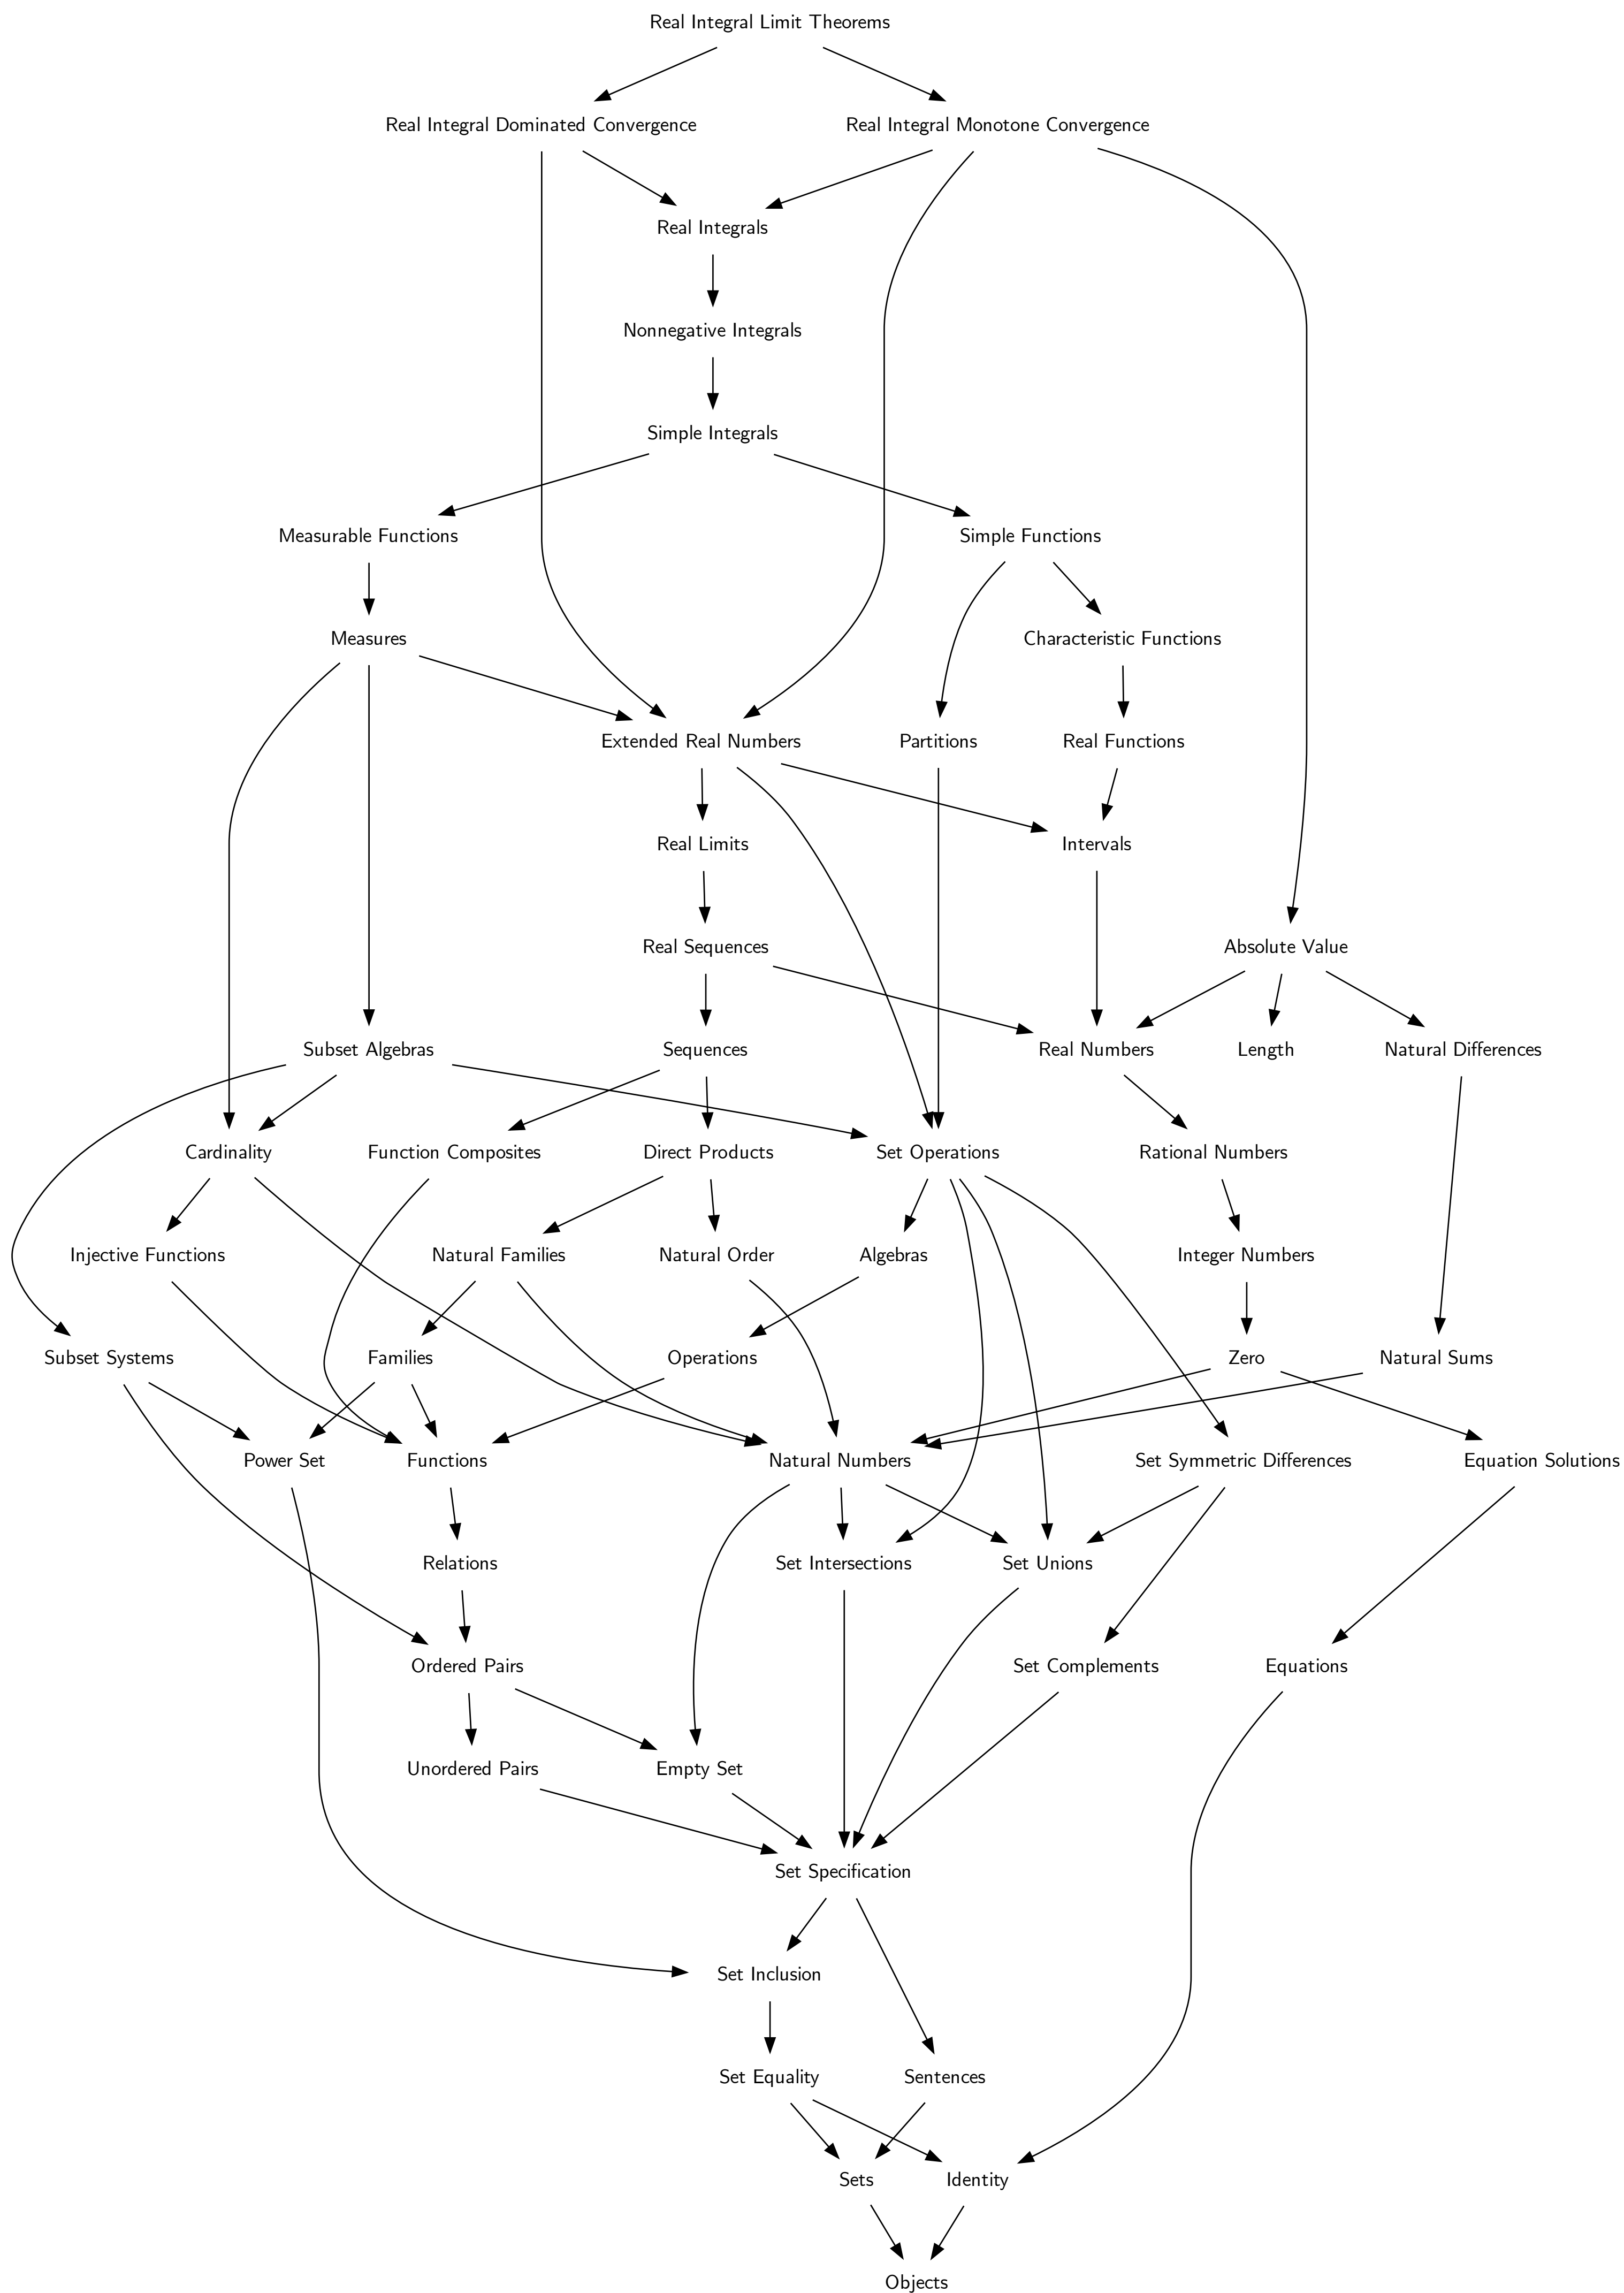 Real Integral Limit Theorems
Real Integral Dominated Convergence
Real Integral Monotone Convergence
Real Integrals
Nonnegative Integrals
Simple Integrals
Measurable Functions
Simple Functions
Measures
Characteristic Functions
Extended Real Numbers
Partitions
Real Functions
Real Limits
Intervals
Real Sequences
Absolute Value
Subset Algebras
Sequences
Real Numbers
Length
Natural Differences
Cardinality
Function Composites
Direct Products
Set Operations
Rational Numbers
Injective Functions
Natural Families
Natural Order
Algebras
Integer Numbers
Subset Systems
Families
Operations
Zero
Natural Sums
Power Set
Functions
Natural Numbers
Set Symmetric Differences
Equation Solutions
Relations
Set Intersections
Set Unions
Ordered Pairs
Set Complements
Equations
Unordered Pairs
Empty Set
Set Specification
Set Inclusion
Set Equality
Sentences
Sets
Identity
Objects